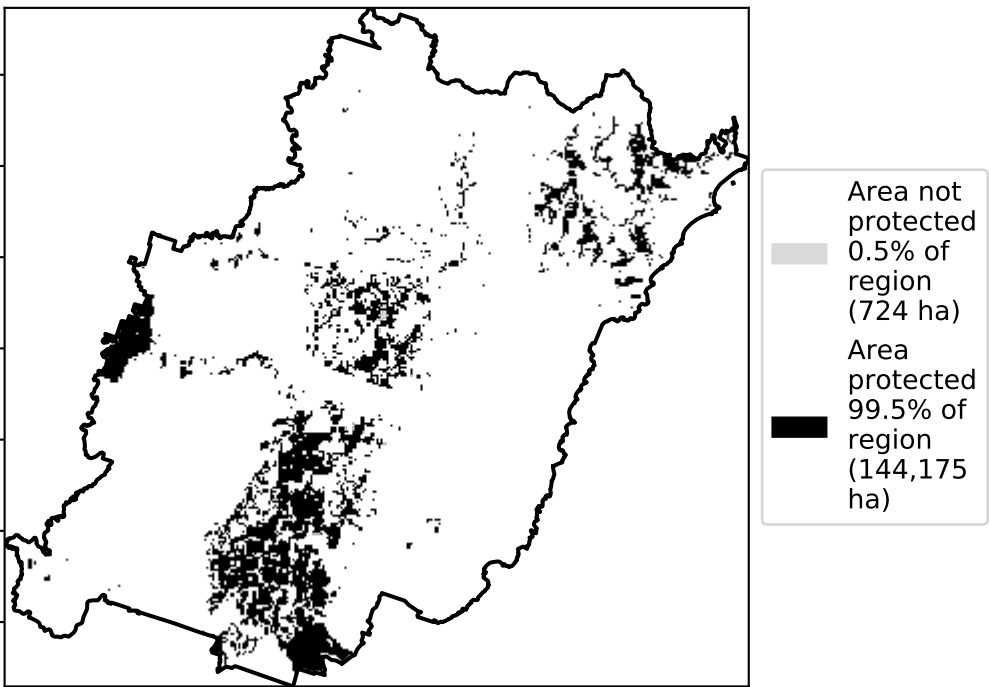 Area not
protected
0.5% of
region
(724 ha)
Area
protected
99.5% of
region
(144,175
ha)